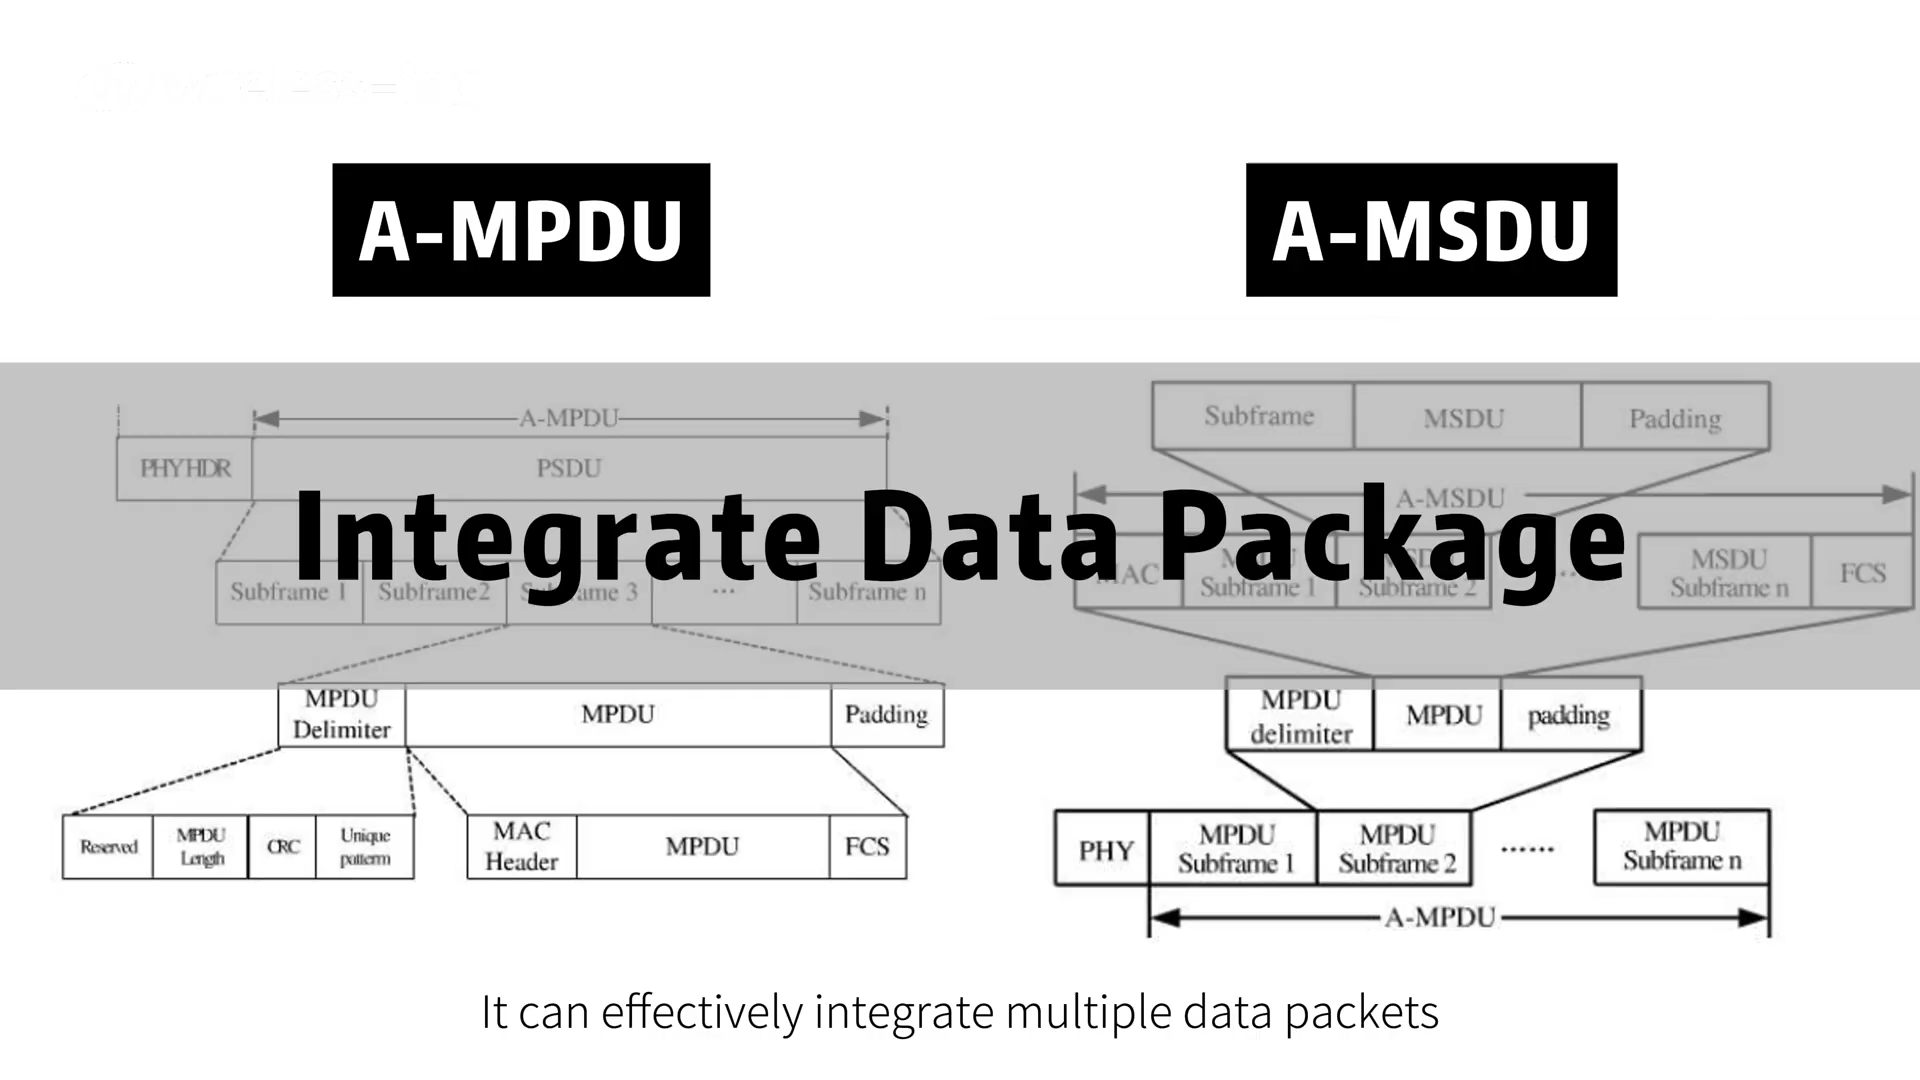 A-MPDU
A-MSDU
A-MPDU
PHYHDR
PSDU
Subframe 1
Subframe2
Subframe 3
...
Subframe n
MPDU
Delimiter
MPDU
Padding
Reserved
MPDU
Length
CRC
Unique
pattern
MAC
Header
MPDU
FCS
Subframe
MSDU
Padding
A-MSDU
MAC
MSDU
Subframe 1
MSDU
Subframe 2
...
MSDU
Subframe n
FCS
Integrate Data Package
MPDU
delimiter
MPDU
padding
PHY
MPDU
Subframe 1
MPDU
Subframe 2
......
MPDU
Subframe n
A-MPDU
It can effectively integrate multiple data packets